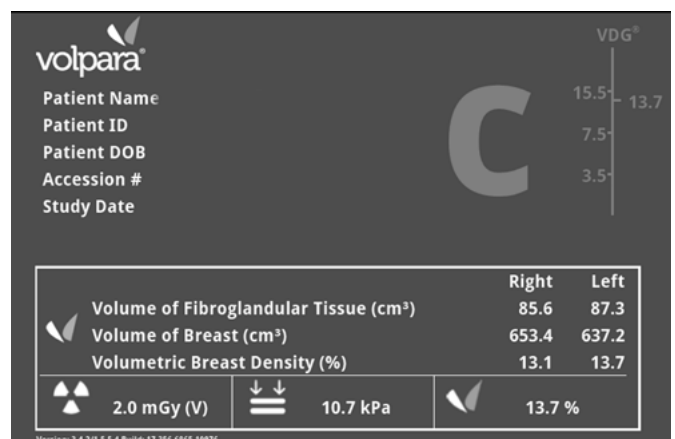 volpara®
VDG®
Patient Name
Patient ID
Patient DOB
Accession #
Study Date
C
15.5
13.7
7.5
3.5
Right Left
Volume of Fibroglandular Tissue (cm³) 85.6 87.3
Volume of Breast (cm³) 653.4 637.2
Volumetric Breast Density (%) 13.1 13.7
2.0 mGy (V) 10.7 kPa 13.7 %